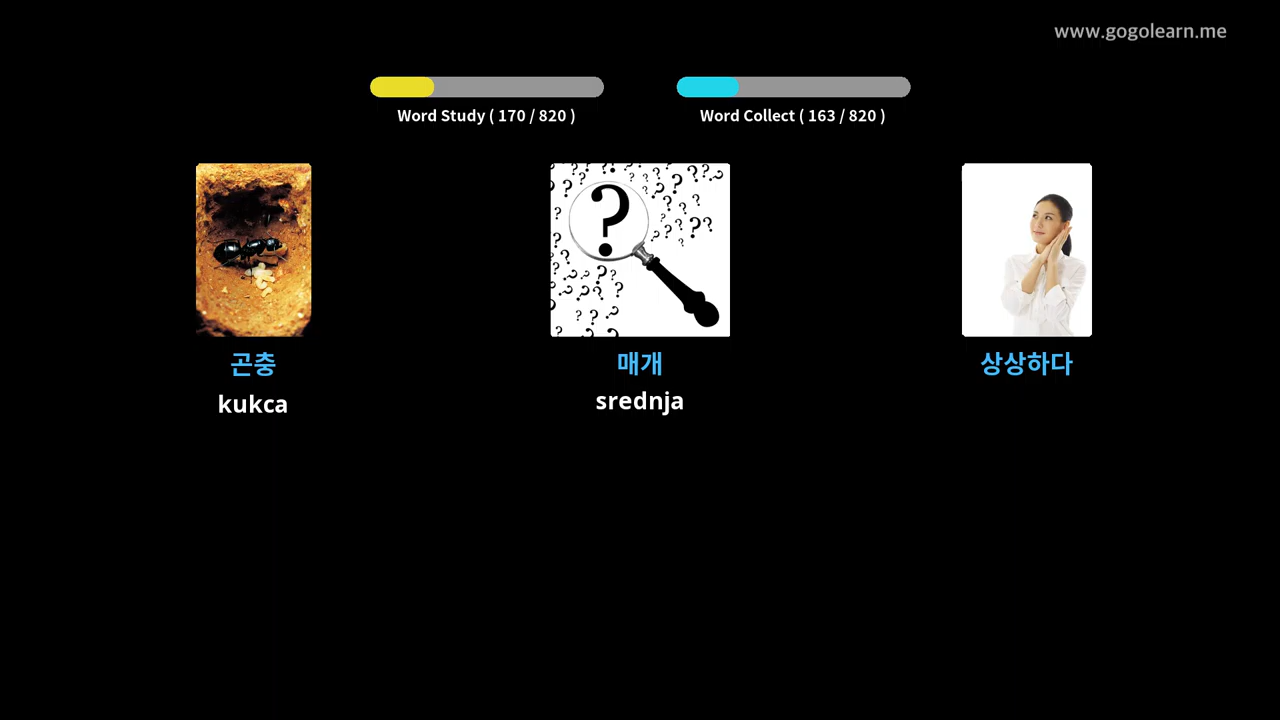 www.gogolearn.me
Word Study ( 170 / 820 )
Word Collect ( 163 / 820 )
곤충
매개
상상하다
kukca
srednja